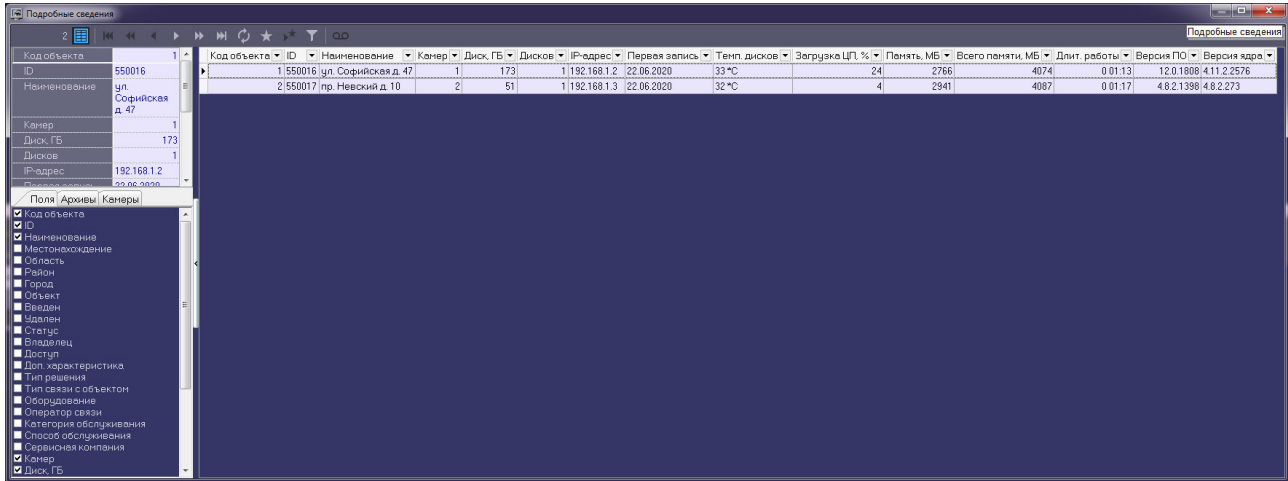 Подробные сведения
2
Подробные сведения
Код объекта 1
ID 550016
Наименование ул. Софийская д. 47
Камер 1
Диск, ГБ 173
Дисков 1
IP-адрес 192.168.1.2
Первая запись 22.06.2020
Поля Архивы Камеры
Код объекта
ID
Наименование
Местонахождение
Область
Район
Город
Объект
Введен
Удален
Статус
Владелец
Доступ
Доп. характеристика
Тип решения
Тип связи с объектом
Оборудование
Оператор связи
Категория обслуживания
Способ обслуживания
Сервисная компания
Камер
Диск, ГБ
Код объекта ID Наименование Камер Диск, ГБ Дисков IP-адрес Первая запись Темп. дисков Загрузка ЦП, % Память, МБ Всего памяти, МБ Длит. работы Версия ПО Версия ядра
1 550016 ул. Софийская д. 47 1 173 1 192.168.1.2 22.06.2020 33 °C 24 2766 4074 0 01:13 12.0.1808 4.11.2.2576
2 550017 пр. Невский д. 10 2 51 1 192.168.1.3 22.06.2020 32 °C 4 2941 4087 0 01:17 4.8.2.1398 4.8.2.273